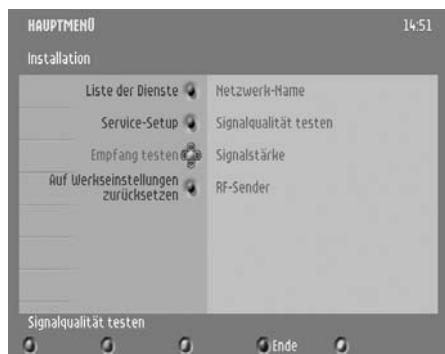 HAUPTMENÜ 14:51
Installation
Liste der Dienste Netzwerk-Name
Service-Setup Signalqualität testen
Empfang testen Signalstärke
Auf Werkseinstellungen
zurücksetzen RF-Sender
Signalqualität testen
Ende